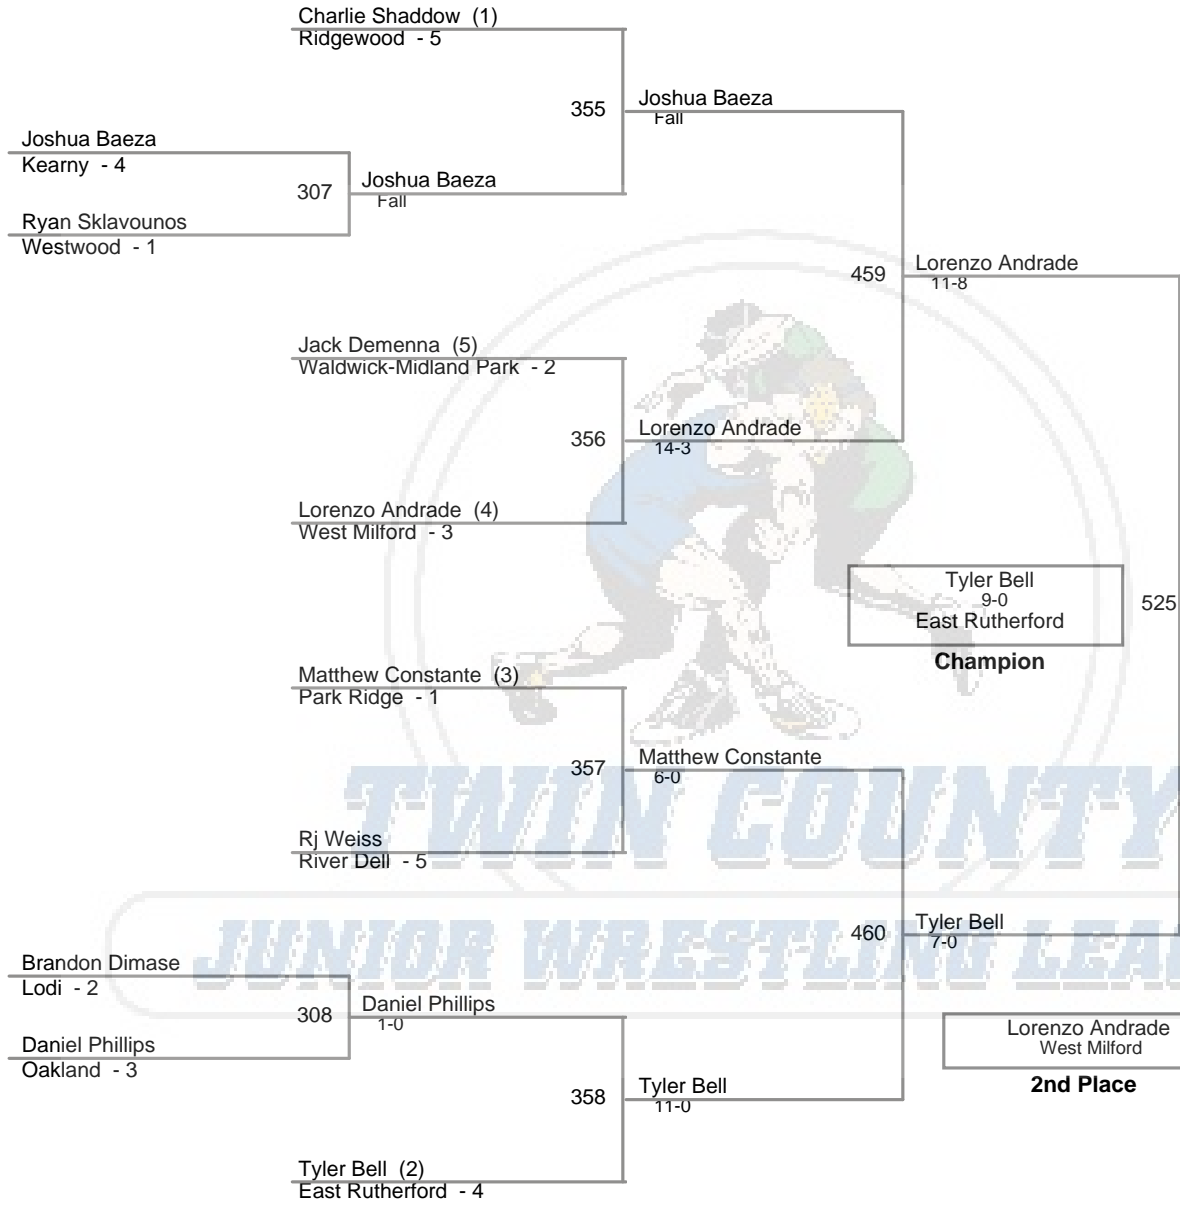 Charlie Shaddow (1)
Ridgewood - 5
355
Joshua Baeza
Fall
Joshua Baeza
Kearny - 4
307
Joshua Baeza
Fall
Ryan Sklavounos
Westwood - 1
459
Lorenzo Andrade
11-8
Jack Demenna (5)
Waldwick-Midland Park - 2
356
Lorenzo Andrade
14-3
Lorenzo Andrade (4)
West Milford - 3
Tyler Bell
9-0
East Rutherford
525
Champion
Matthew Constante (3)
Park Ridge - 1
357
Matthew Constante
6-0
TWIN COUNTY
Rj Weiss
River Dell - 5
460
Tyler Bell
7-0
JUNIOR WRESTLING LEA
Brandon Dimase
Lodi - 2
308
Daniel Phillips
1-0
Daniel Phillips
Oakland - 3
Lorenzo Andrade
West Milford
2nd Place
358
Tyler Bell
11-0
Tyler Bell (2)
East Rutherford - 4